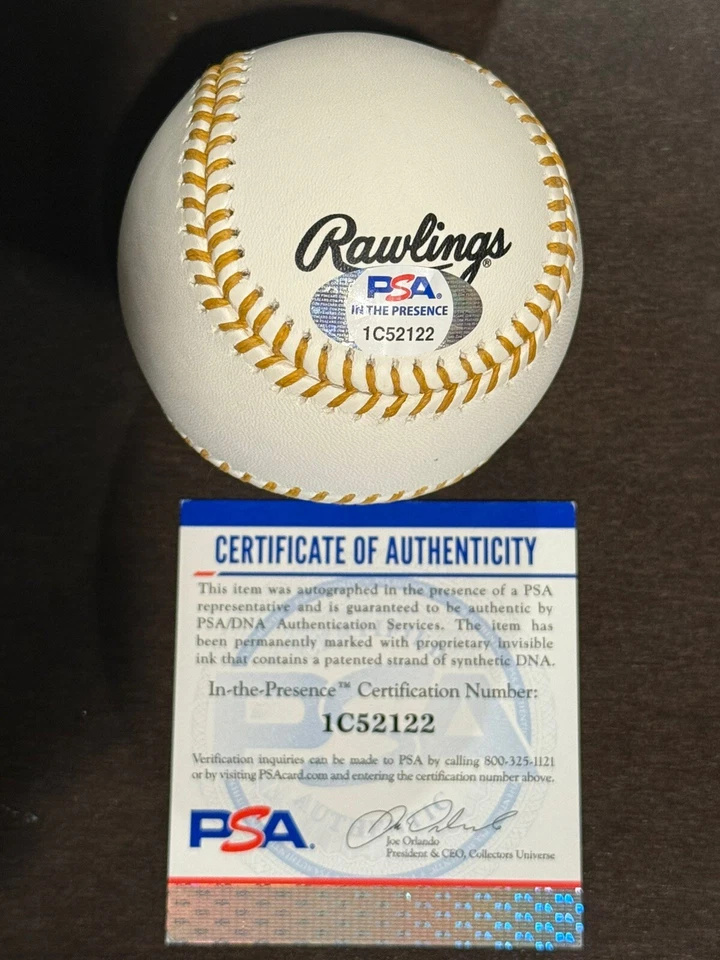 Rawlings®
PSA.
IN THE PRESENCE
1C52122
CERTIFICATE OF AUTHENTICITY
This item was autographed in the presence of a PSA
representative and is guaranteed to be authentic by
PSA/DNA Authentication Services. The item has
been permanently marked with proprietary invisible
ink that contains a patented strand of synthetic DNA.
In-the-Presence™ Certification Number:
1C52122
Verification inquiries can be made to PSA by calling 800-325-1121
or by visiting PSAcard.com and entering the certification number above.
PSA.
Joe Orlando
President & CEO, Collectors Universe